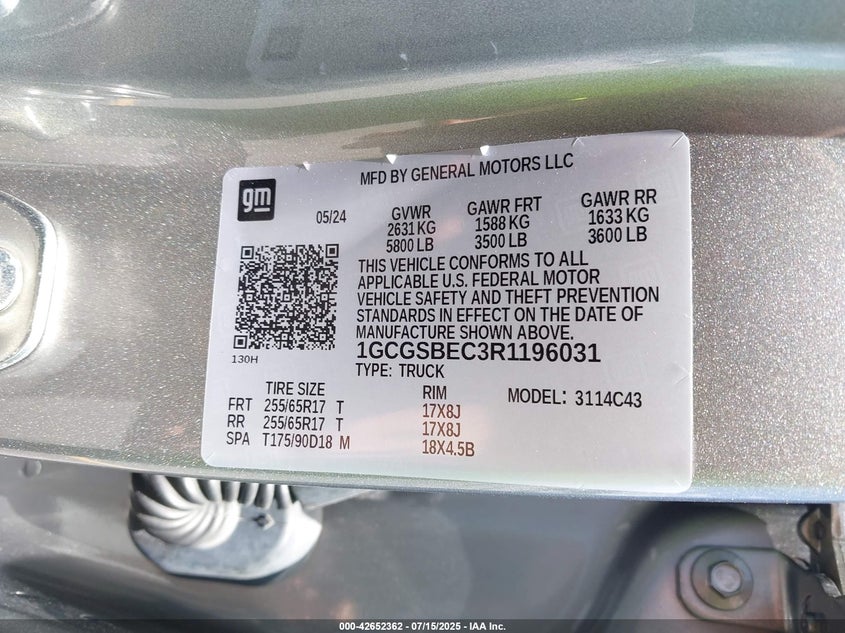 MFD BY GENERAL MOTORS LLC
gm
05/24
GVWR GAWR FRT GAWR RR
2631 KG 1588 KG 1633 KG
5800 LB 3500 LB 3600 LB
THIS VEHICLE CONFORMS TO ALL
APPLICABLE U.S. FEDERAL MOTOR
VEHICLE SAFETY AND THEFT PREVENTION
STANDARDS IN EFFECT ON THE DATE OF
MANUFACTURE SHOWN ABOVE.
130H
1GCGSBEC3R1196031
TYPE: TRUCK
TIRE SIZE RIM MODEL: 3114C43
FRT 255/65R17 T 17X8J
RR 255/65R17 T 17X8J
SPA T175/90D18 M 18X4.5B
000-42652362 - 07/15/2025 - IAA Inc.